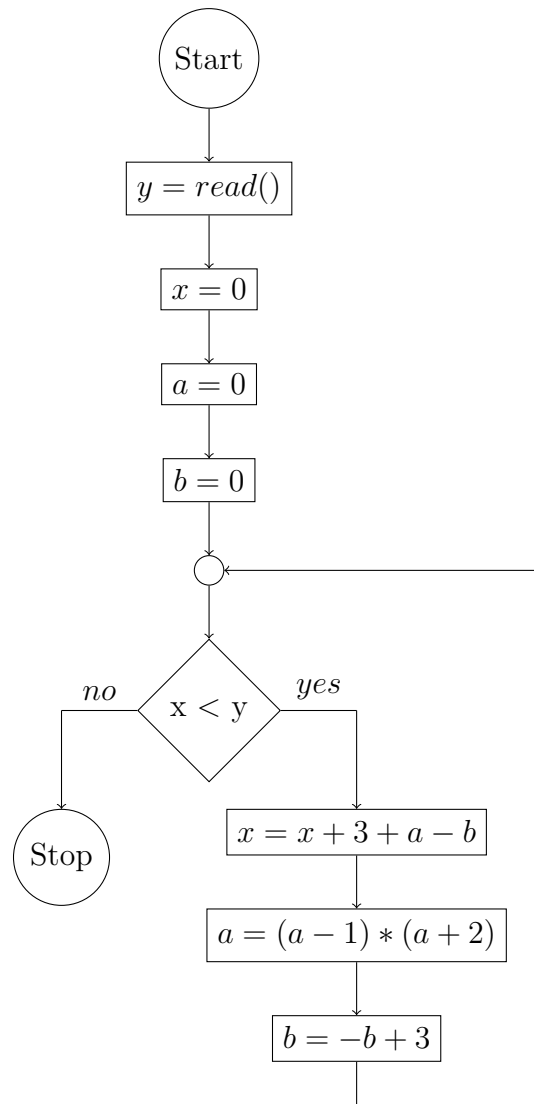 Start
y = read()
x = 0
a = 0
b = 0
no
x < y
yes
Stop
x = x + 3 + a − b
a = (a − 1) ∗ (a + 2)
b = −b + 3